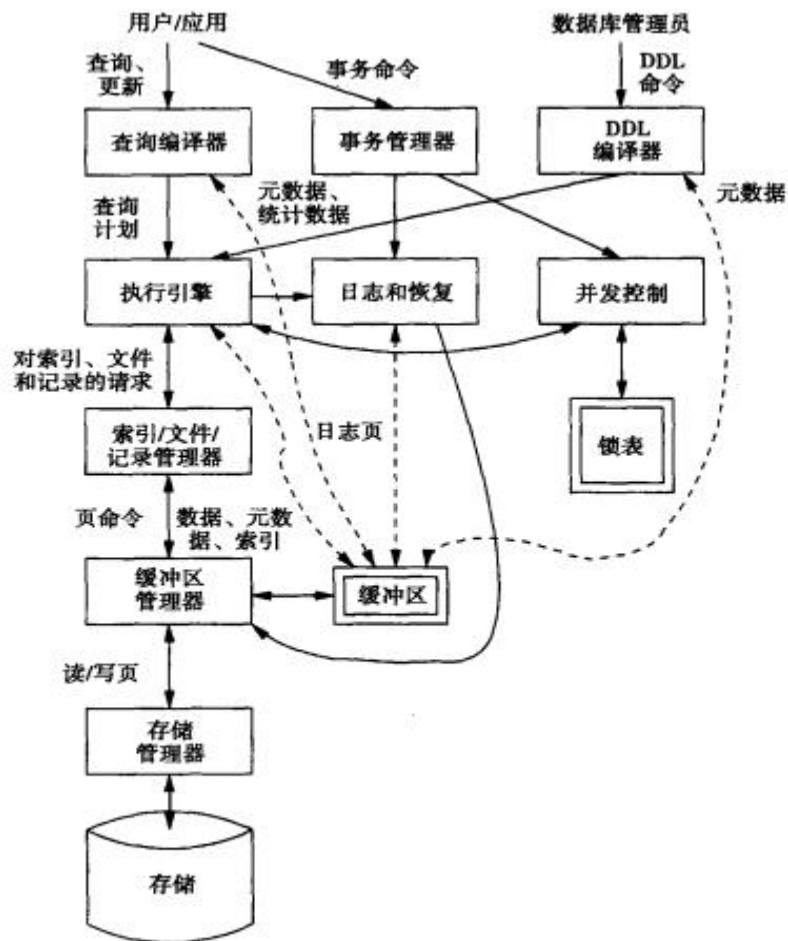 用户/应用
数据库管理员
查询、
更新
事务命令
DDL
命令
查询编译器
事务管理器
DDL
编译器
查询
计划
元数据、
统计数据
元数据
执行引擎
日志和恢复
并发控制
对索引、文件
和记录的请求
索引/文件/
记录管理器
日志页
锁表
页命令
数据、元数
据、索引
缓冲区
管理器
缓冲区
读/写页
存储
管理器
存储